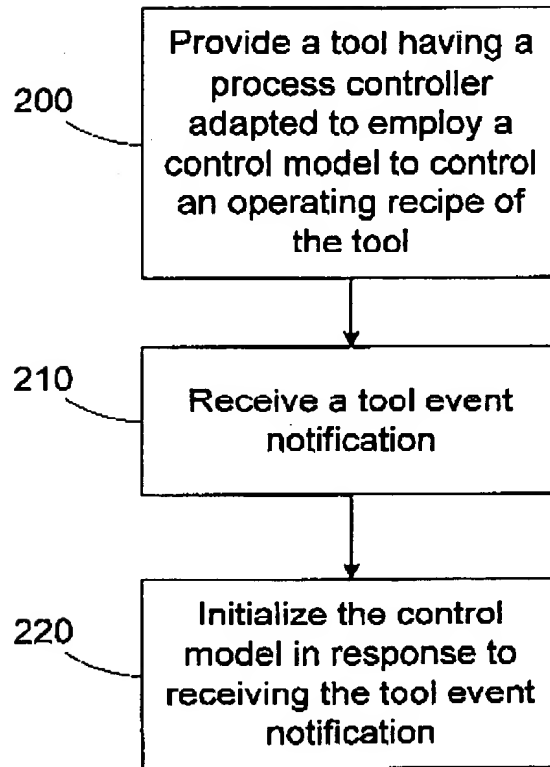 200
Provide a tool having a
process controller
adapted to employ a
control model to control
an operating recipe of
the tool
210
Receive a tool event
notification
220
Initialize the control
model in response to
receiving the tool event
notification